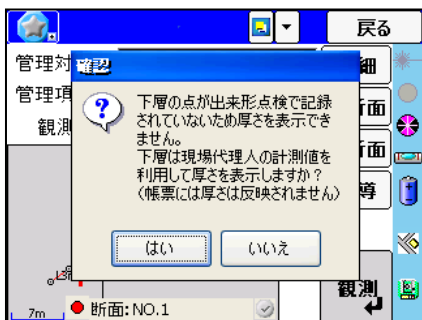 戻る
管理対
確認
細
管理項
面
観測
面
下層の点が出来形点検で記録
されていないため厚さを表示でき
ません。
下層は現場代理人の計測値を
利用して厚さを表示しますか？
（帳票には厚さは反映されません）
導
はい
いいえ
観測
7m
断面:NO.1